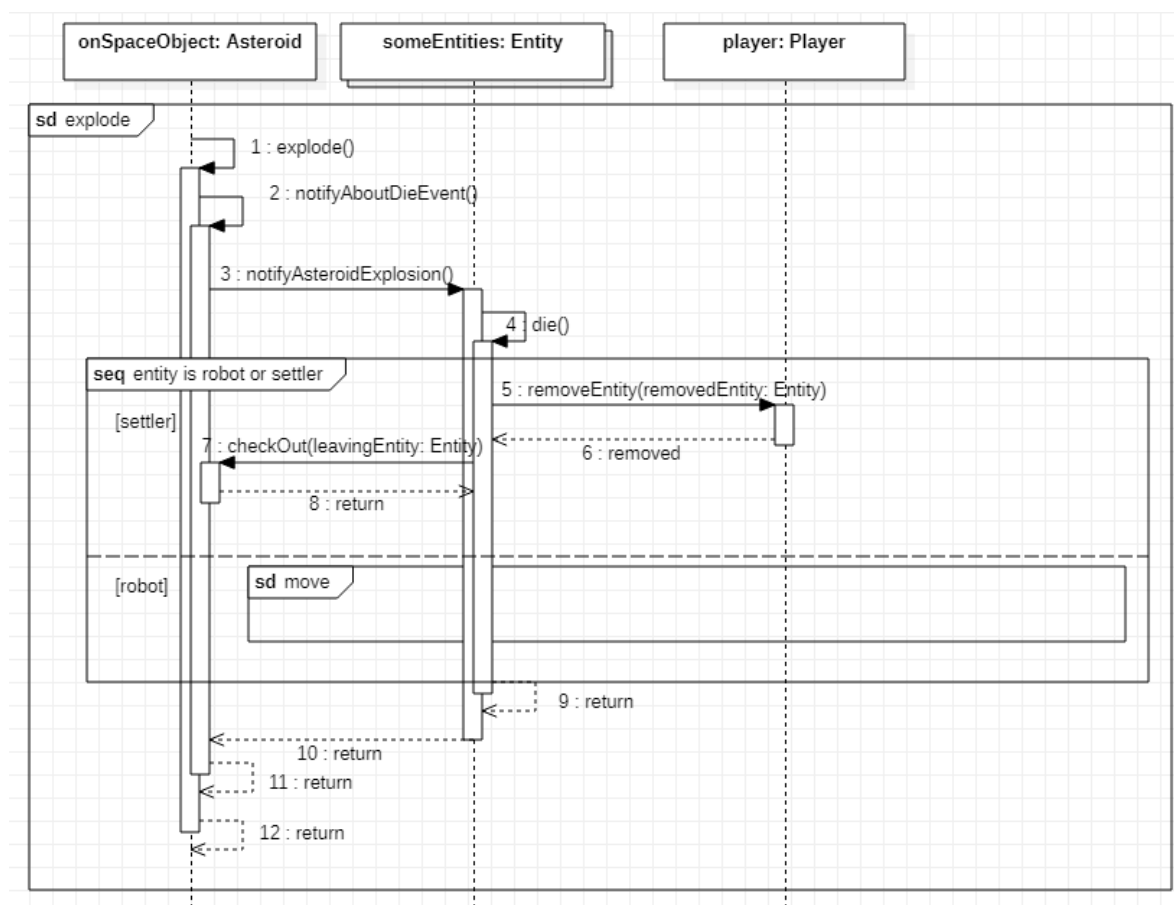 onSpaceObject: Asteroid
someEntities: Entity
player: Player
sd explode
1 : explode()
2 : notifyAboutDieEvent()
3 : notifyAsteroidExplosion()
4 : die()
seq entity is robot or settler
5 : removeEntity(removedEntity: Entity)
[settler]
7 : checkOut(leavingEntity: Entity)
6 : removed
8 : return
[robot]
sd move
9 : return
10 : return
11 : return
12 : return